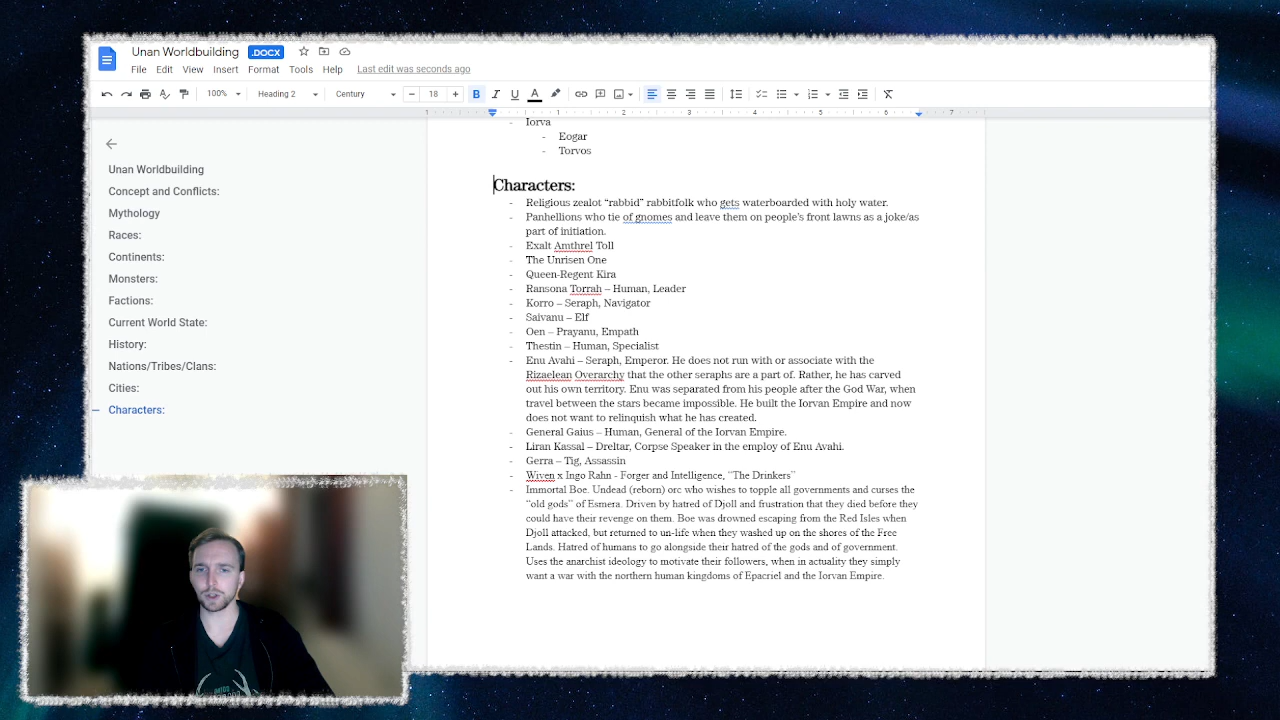 Unan Worldbuilding .DOCX
File Edit View Insert Format Tools Help Last edit was seconds ago
100% Heading 2 Century 18 B I U A
1 1 2 3 4 5 6 7
Unan Worldbuilding
Concept and Conflicts:
Mythology
Races:
Continents:
Monsters:
Factions:
Current World State:
History:
Nations/Tribes/Clans:
Cities:
Characters:
- Iorva
- Eogar
- Torvos
Characters:
- Religious zealot “rabbid” rabbitfolk who gets waterboarded with holy water.
- Panhellions who tie of gnomes and leave them on people’s front lawns as a joke/as
part of initiation.
- Exalt Amthrel Toll
- The Unrisen One
- Queen-Regent Kira
- Ransona Torrah – Human, Leader
- Korro – Seraph, Navigator
- Saivanu – Elf
- Oen – Prayanu, Empath
- Thestin – Human, Specialist
- Enu Avahi – Seraph, Emperor. He does not run with or associate with the
Rizaelean Overarchy that the other seraphs are a part of. Rather, he has carved
out his own territory. Enu was separated from his people after the God War, when
travel between the stars became impossible. He built the Iorvan Empire and now
does not want to relinquish what he has created.
- General Gaius – Human, General of the Iorvan Empire.
- Liran Kassal – Dreltar, Corpse Speaker in the employ of Enu Avahi.
- Gerra – Tig, Assassin
- Wiven x Ingo Rahn - Forger and Intelligence, “The Drinkers”
- Immortal Boe. Undead (reborn) orc who wishes to topple all governments and curses the
“old gods” of Esmera. Driven by hatred of Djoll and frustration that they died before they
could have their revenge on them. Boe was drowned escaping from the Red Isles when
Djoll attacked, but returned to un-life when they washed up on the shores of the Free
Lands. Hatred of humans to go alongside their hatred of the gods and of government.
Uses the anarchist ideology to motivate their followers, when in actuality they simply
want a war with the northern human kingdoms of Epacriel and the Iorvan Empire.